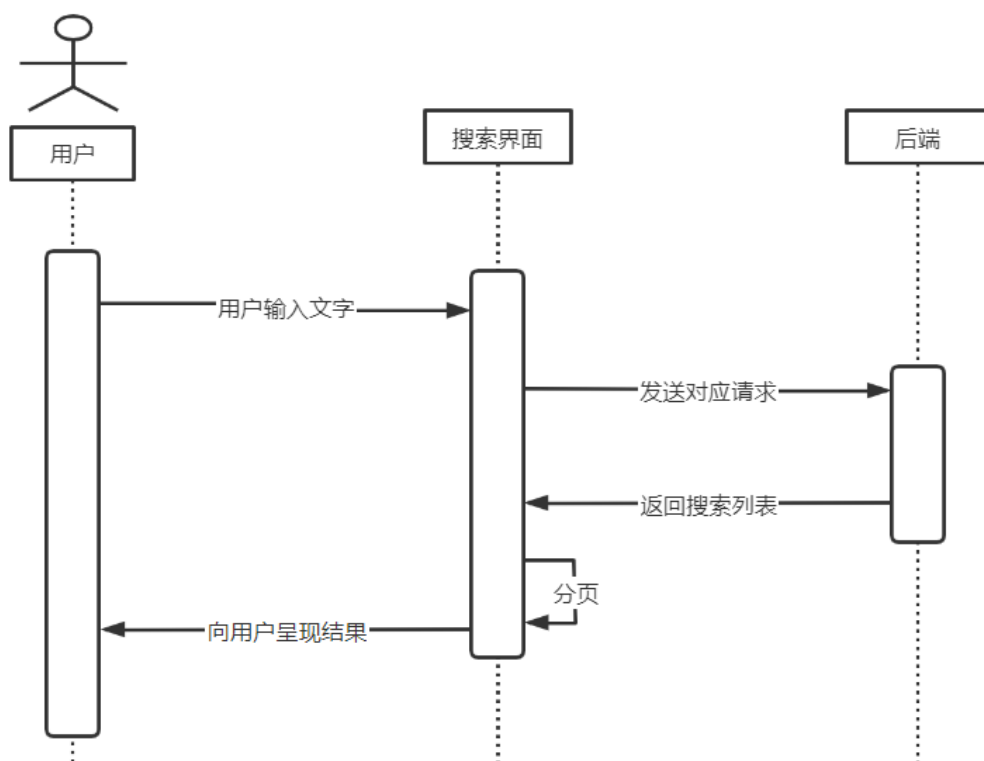 用户
搜索界面
后端
用户输入文字
发送对应请求
返回搜索列表
分页
向用户呈现结果